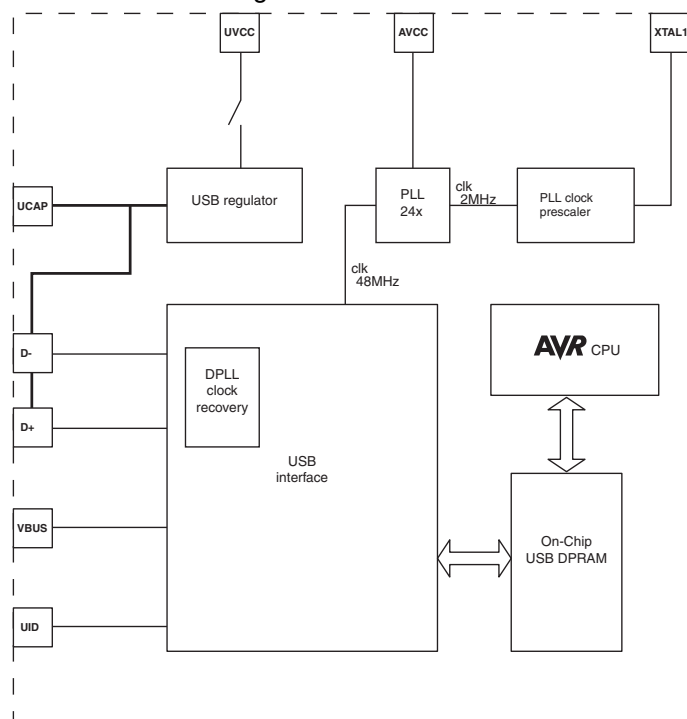 UVCC
AVCC
XTAL1
UCAP
USB regulator
PLL
24x
clk
2MHz
PLL clock
prescaler
clk
48MHz
D-
D+
DPLL
clock
recovery
USB
interface
AVR CPU
VBUS
On-Chip
USB DPRAM
UID